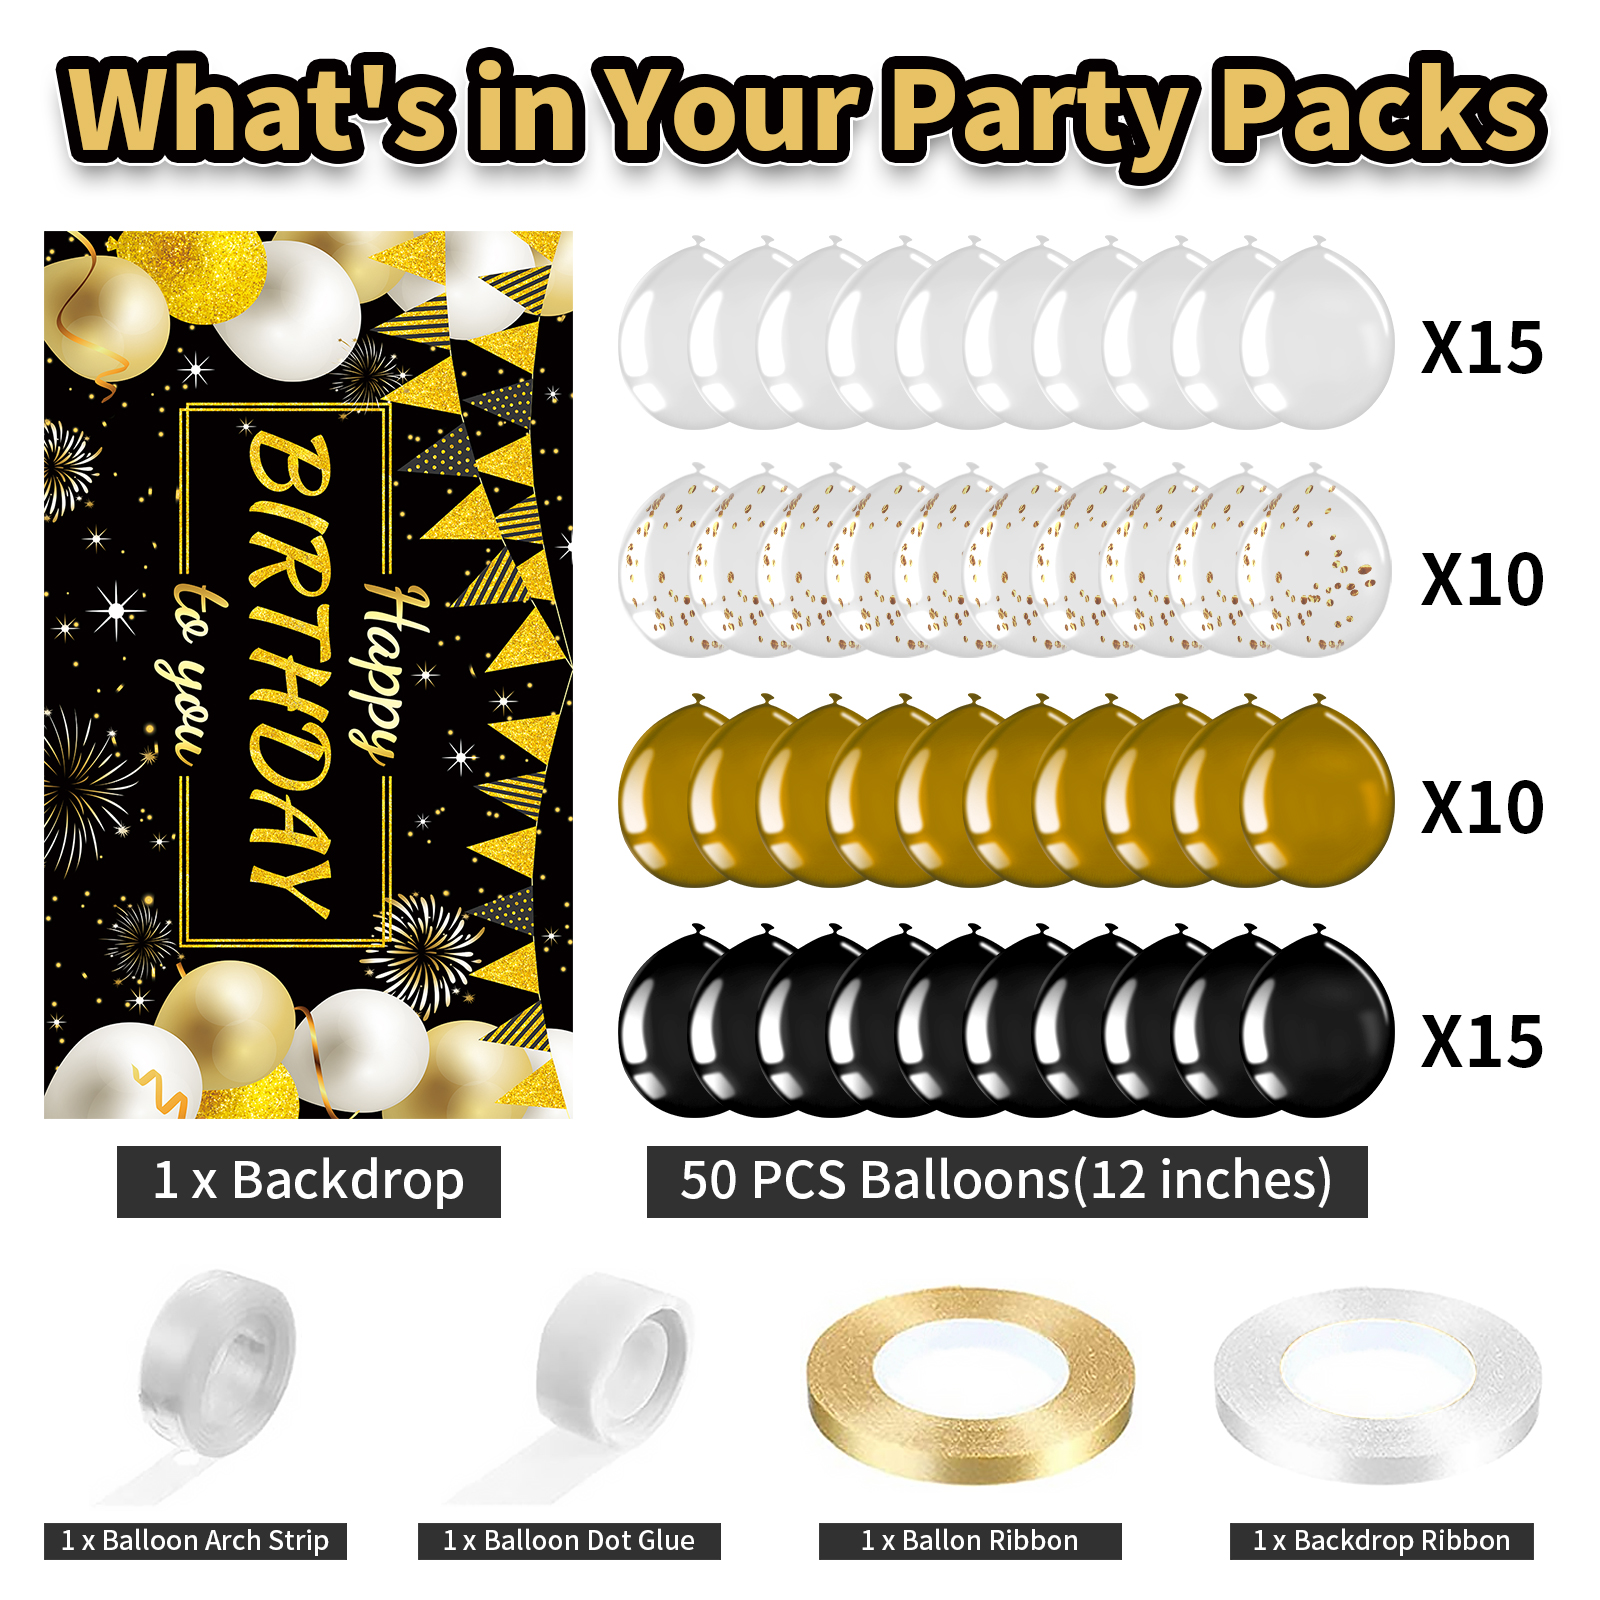 What's in Your Party Packs
Happy
BIRTHDAY
to you
X15
X10
X10
X15
1 x Backdrop
50 PCS Balloons(12 inches)
1 x Balloon Arch Strip
1 x Balloon Dot Glue
1 x Ballon Ribbon
1 x Backdrop Ribbon